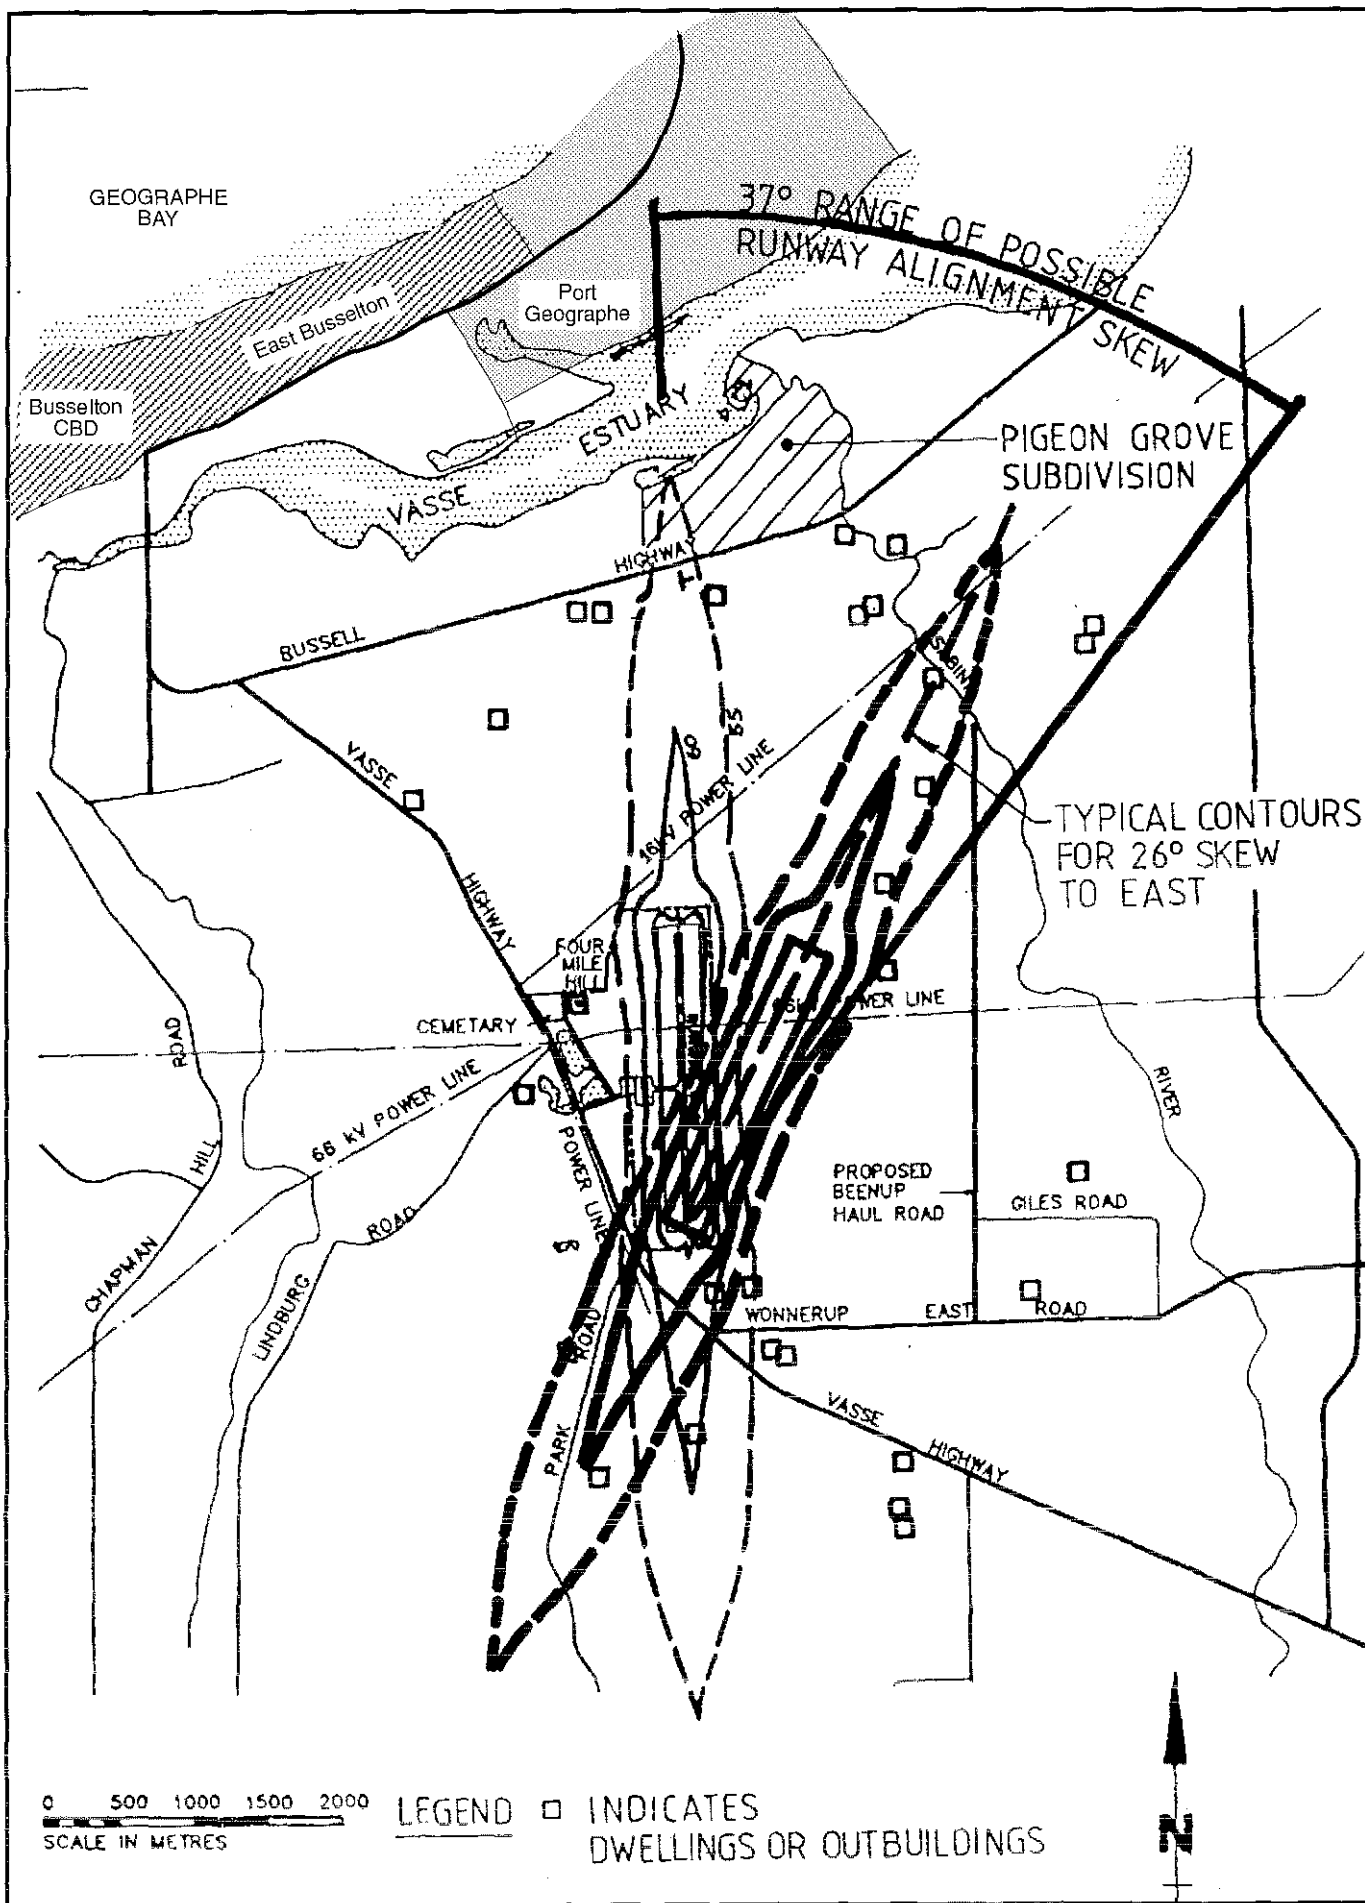 GEOGRAPHE
BAY
37° RANGE OF POSSIBLE
RUNWAY ALIGNMENT SKEW
Port
Geographe
East Busselton
Busselton
CBD
VASSE ESTUARY
PIGEON GROVE
SUBDIVISION
BUSSELL HIGHWAY
SABINA
65
60
VASSE
HIGHWAY
POWER LINE
TYPICAL CONTOURS
FOR 26° SKEW
TO EAST
FOUR
MILE
HILL
CEMETARY
LINE
66 kV POWER LINE
POWER LINE
RIVER
CHAPMAN HILL ROAD
LINDBURG ROAD
PROPOSED
BEENUP
HAUL ROAD
GILES ROAD
WONNERUP EAST ROAD
PARK ROAD
VASSE
HIGHWAY
0 500 1000 1500 2000
SCALE IN METRES
LEGEND
INDICATES
DWELLINGS OR OUTBUILDINGS
N